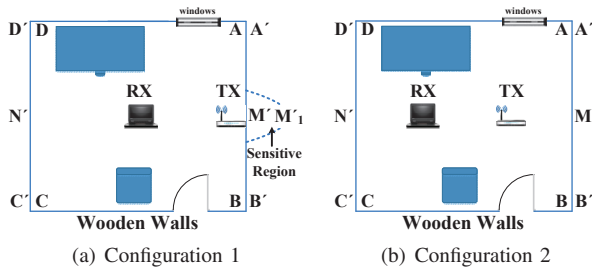 windows
D´ D A A´
RX TX
N´ M´ M´1
Sensitive
Region
C´ C B B´
Wooden Walls
(a) Configuration 1
windows
D´ D A A´
RX TX
N´ M´
C´ C B B´
Wooden Walls
(b) Configuration 2